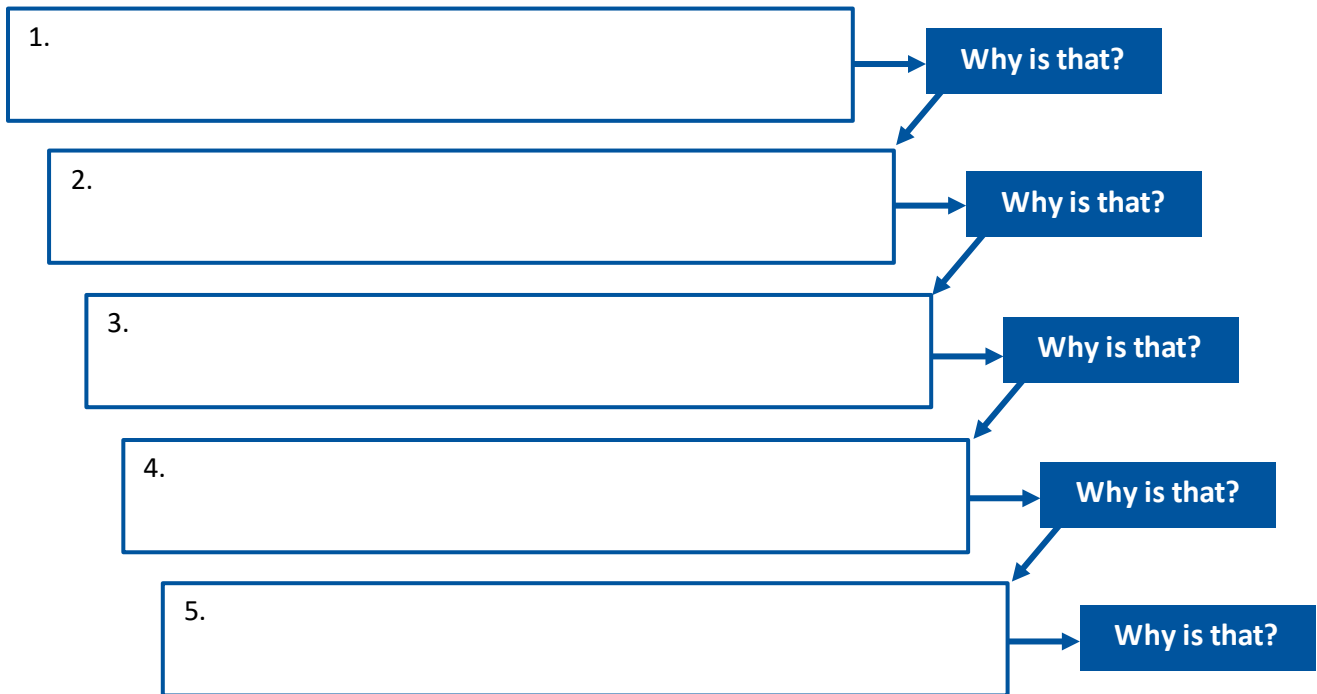 1.
Why is that?
2.
Why is that?
3.
Why is that?
4.
Why is that?
5.
Why is that?